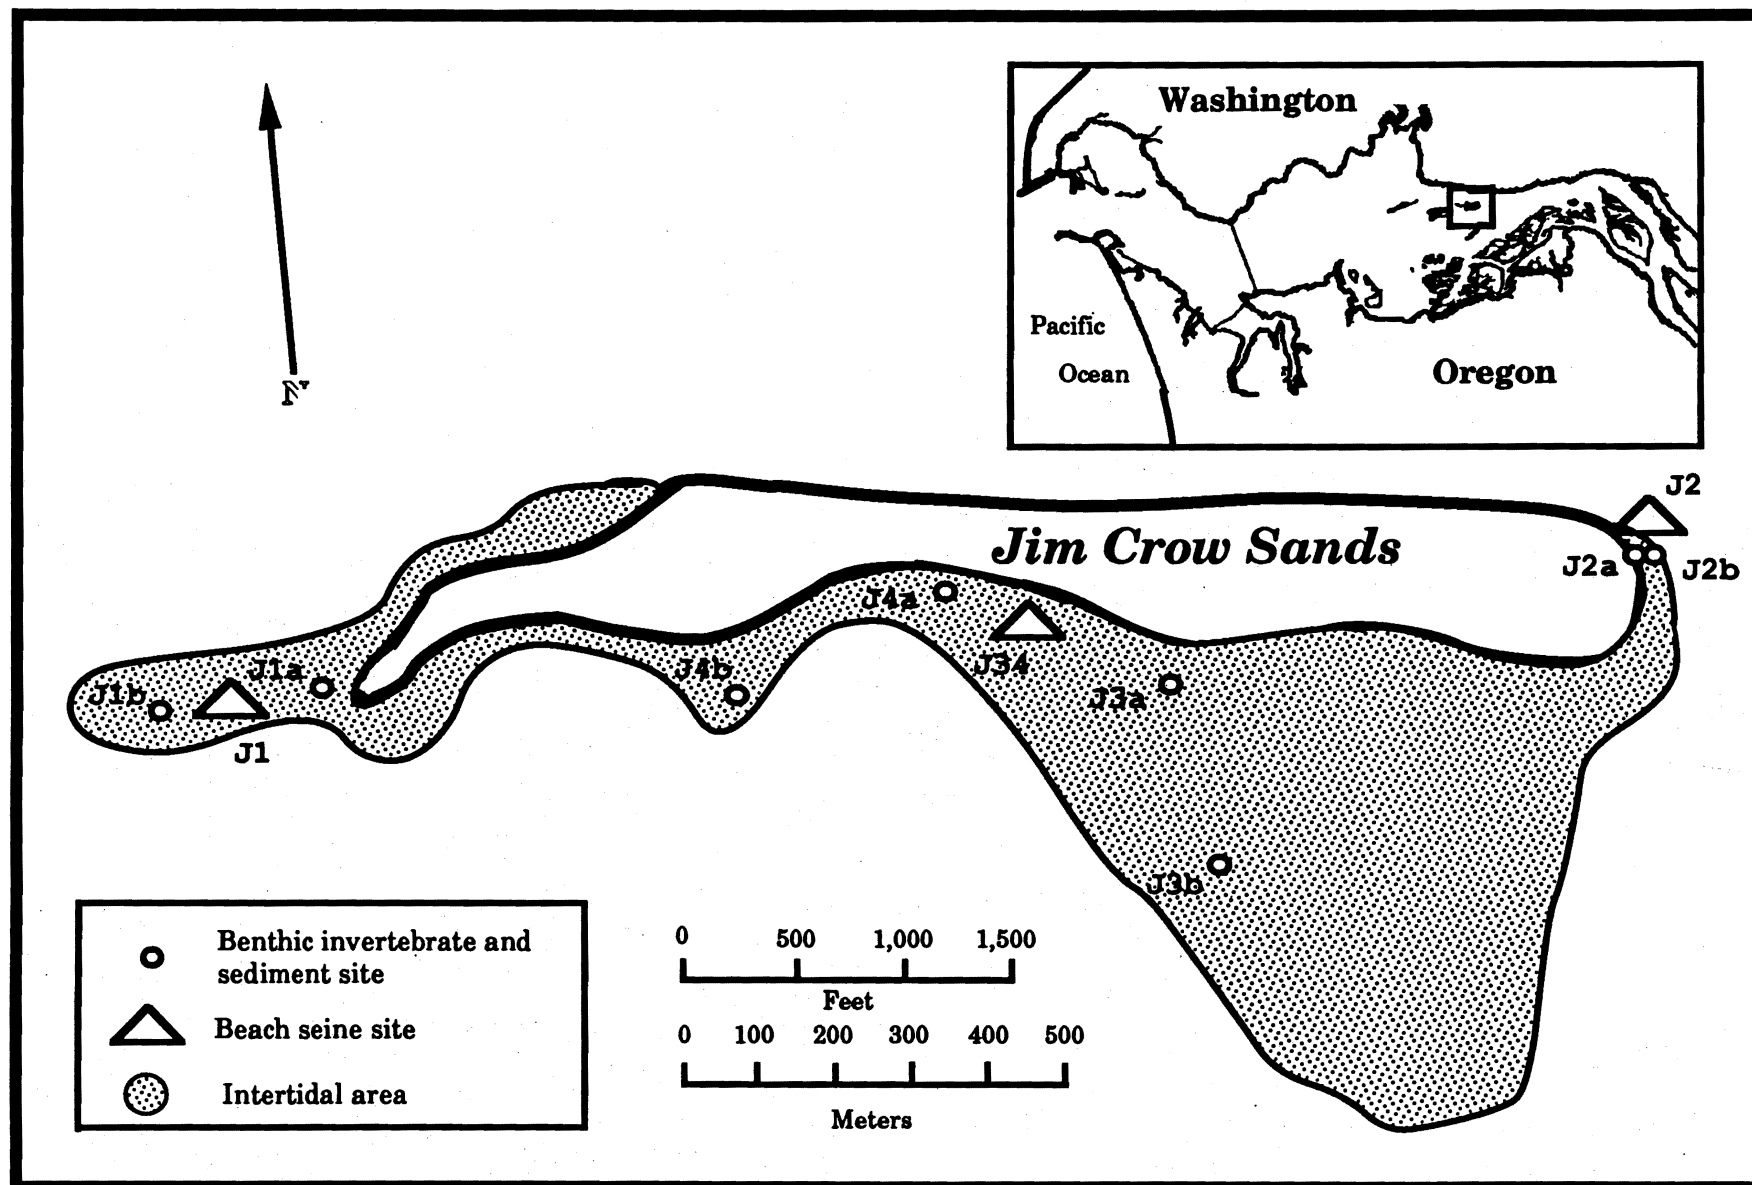 Washington
Pacific
Ocean
Oregon
N
J2
Jim Crow Sands
J2a
J2b
J4a
J34
J1a
J1b
J4b
J3a
J1
J3b
Benthic invertebrate and
sediment site
Beach seine site
Intertidal area
0 500 1,000 1,500
Feet
0 100 200 300 400 500
Meters